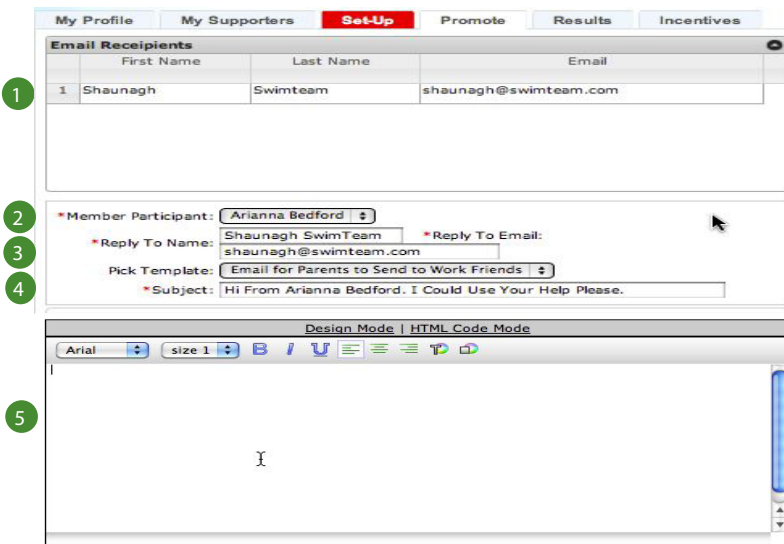 My Profile My Supporters Set-Up Promote Results Incentives
Email Receipients
First Name Last Name Email
1 1 Shaunagh Swimteam shaunagh@swimteam.com
2 *Member Participant: Arianna Bedford
*Reply To Name: Shaunagh SwimTeam *Reply To Email:
3 shaunagh@swimteam.com
Pick Template: Email for Parents to Send to Work Friends
4 *Subject: Hi From Arianna Bedford. I Could Use Your Help Please.
Design Mode | HTML Code Mode
Arial size 1 B I U T
5